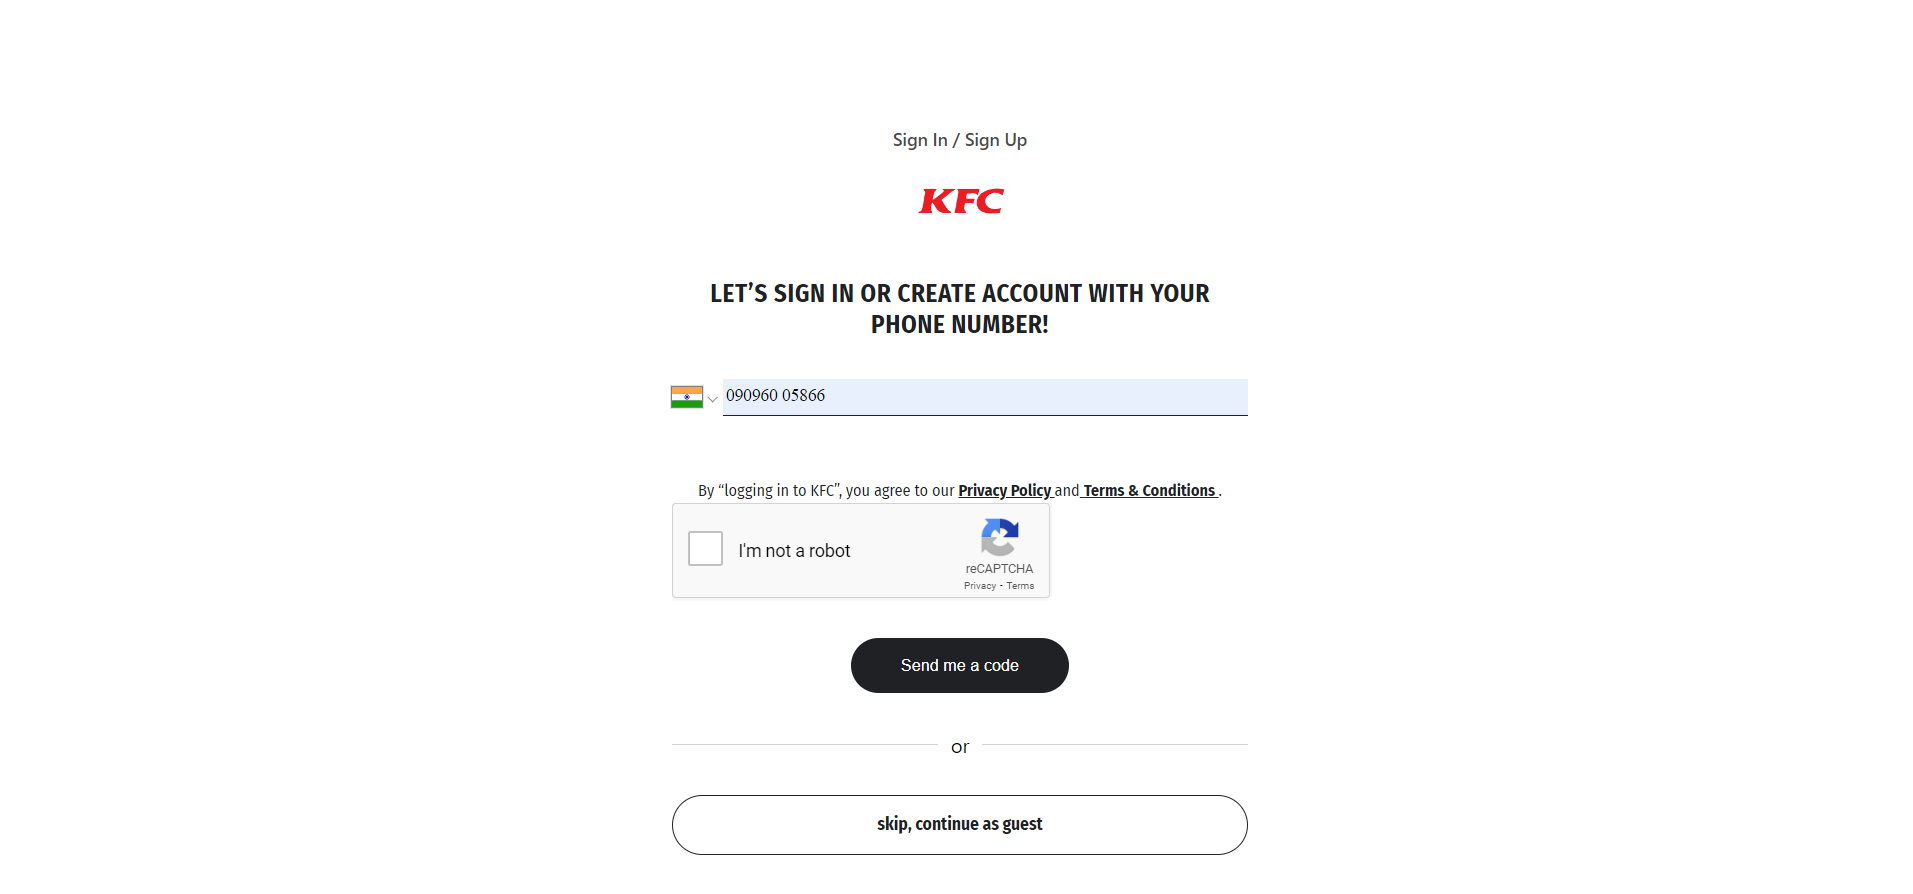 Sign In / Sign Up
KFC
LET’S SIGN IN OR CREATE ACCOUNT WITH YOUR
PHONE NUMBER!
090960 05866
By “logging in to KFC”, you agree to our Privacy Policy and Terms & Conditions .
I'm not a robot
reCAPTCHA
Privacy - Terms
Send me a code
or
skip, continue as guest